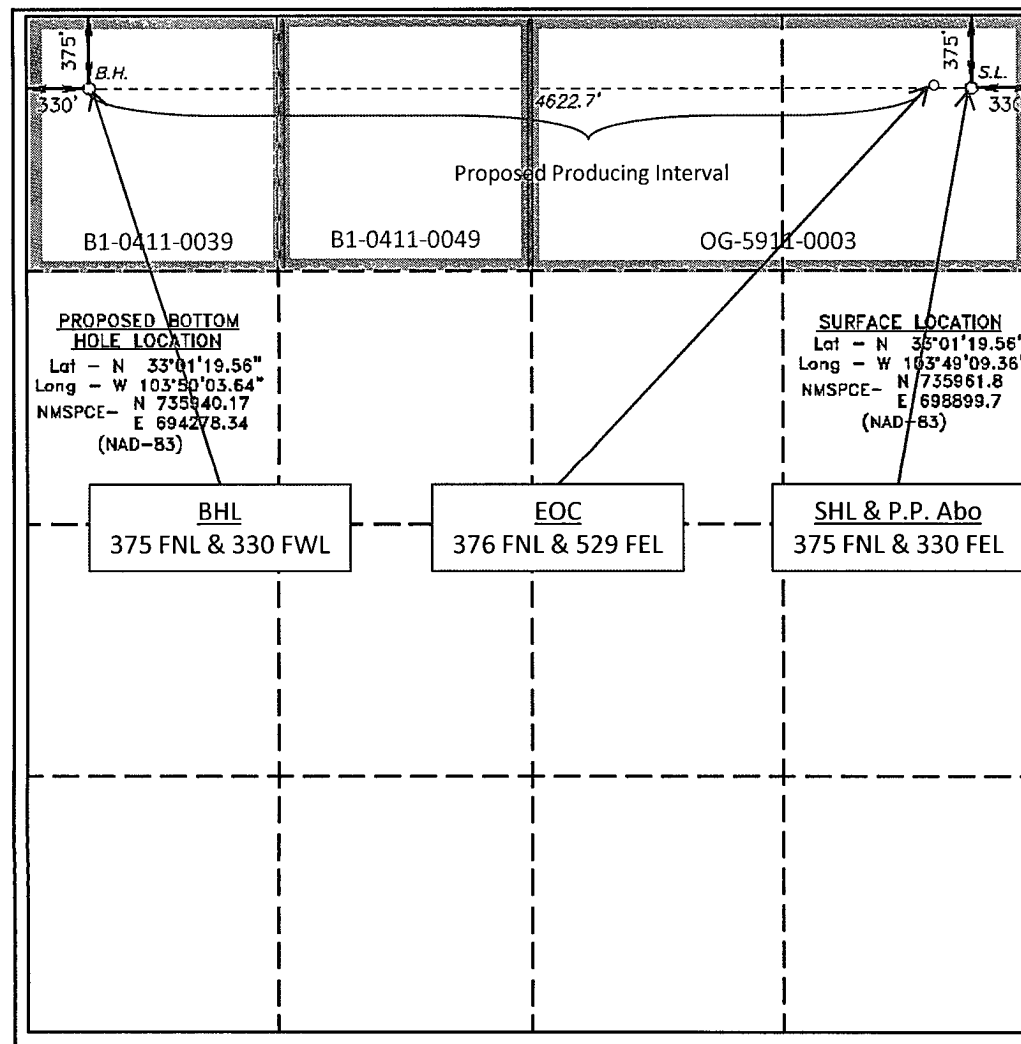 375'
B.H.
330'
4622.7'
375'
S.L.
330
Proposed Producing Interval
B1-0411-0039
B1-0411-0049
OG-5911-0003
PROPOSED BOTTOM
HOLE LOCATION
Lat - N 33°01'19.56"
Long - W 103°50'03.64"
NMSPCE- N 735940.17
E 694278.34
(NAD-83)
SURFACE LOCATION
Lat - N 33°01'19.56"
Long - W 103°49'09.36"
NMSPCE- N 735961.8
E 698899.7
(NAD-83)
BHL
375 FNL & 330 FWL
EOC
376 FNL & 529 FEL
SHL & P.P. Abo
375 FNL & 330 FEL